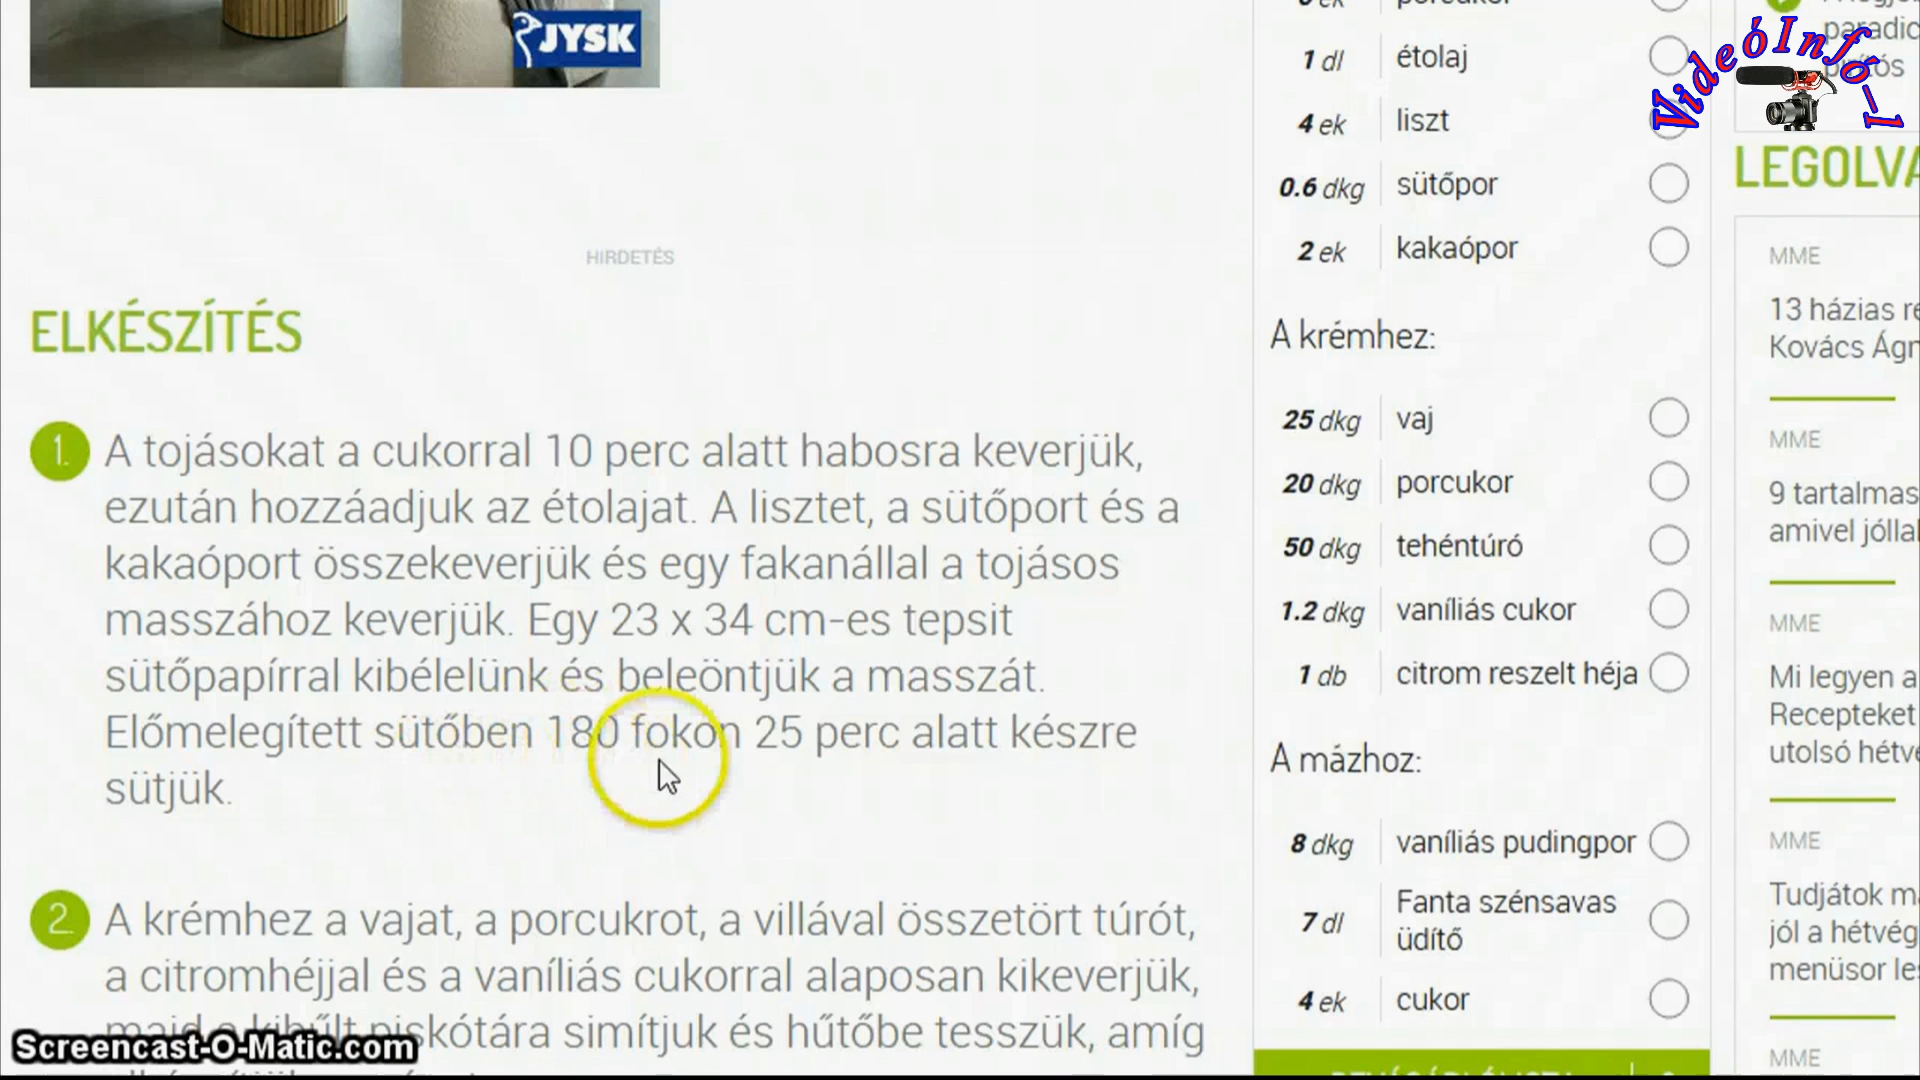 JYSK
HIRDETÉS
ELKÉSZÍTÉS
1. A tojásokat a cukorral 10 perc alatt habosra keverjük,
ezután hozzáadjuk az étolajat. A lisztet, a sütőport és a
kakaóport összekeverjük és egy fakanállal a tojásos
masszához keverjük. Egy 23 x 34 cm-es tepsit
sütőpapírral kibélelünk és beleöntjük a masszát.
Előmelegített sütőben 180 fokon 25 perc alatt készre
sütjük.
2. A krémhez a vajat, a porcukrot, a villával összetört túrót,
a citromhéjjal és a vaníliás cukorral alaposan kikeverjük,
simítjuk és hűtőbe tesszük, amíg
Screencast-O-Matic.com
1 dl étolaj
4 ek liszt
0.6 dkg sütőpor
2 ek kakaópor
A krémhez:
25 dkg vaj
20 dkg porcukor
50 dkg tehéntúró
1.2 dkg vaníliás cukor
1 db citrom reszelt héja
A mázhoz:
8 dkg vaníliás pudingpor
7 dl Fanta szénsavas
üdítő
4 ek cukor
VideóInfó-1
LEGOLVA
MME
13 házias re
Kovács Ágn
MME
9 tartalmas
amivel jólla
MME
Mi legyen a
Recepteket
utolsó hétve
MME
Tudjátok ma
jól a hétvég
menüsor les
MME